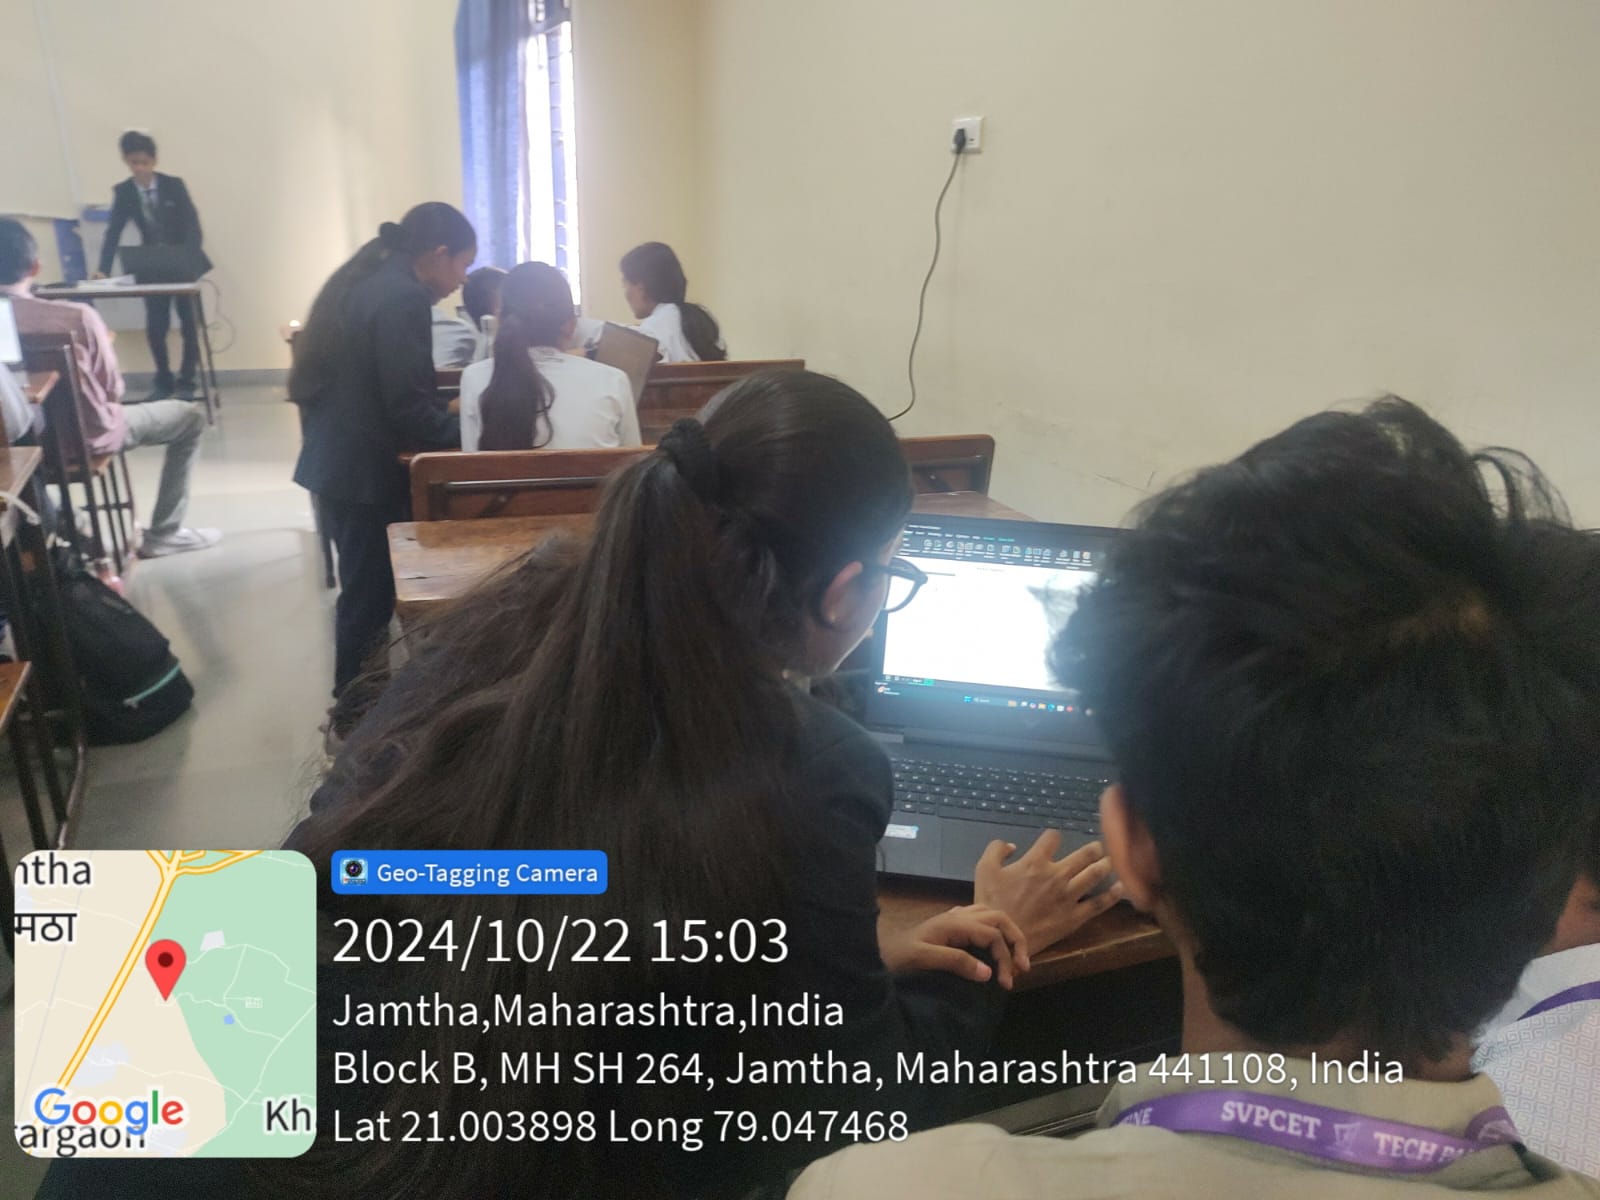 ntha
मठा
Google
argaon
Kh
Geo-Tagging Camera
2024/10/22 15:03
Jamtha,Maharashtra,India
Block B, MH SH 264, Jamtha, Maharashtra 441108, India
Lat 21.003898 Long 79.047468
SVPCET TECH